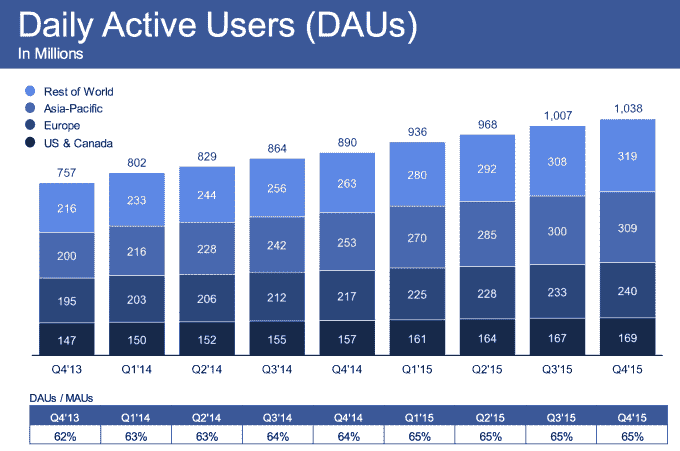 Daily Active Users (DAUs)
In Millions
Rest of World
Asia-Pacific
Europe
US & Canada
757 802 829 864 890 936 968 1,007 1,038
216 233 244 256 263 280 292 308 319
200 216 228 242 253 270 285 300 309
195 203 206 212 217 225 228 233 240
147 150 152 155 157 161 164 167 169
Q4'13 Q1'14 Q2'14 Q3'14 Q4'14 Q1'15 Q2'15 Q3'15 Q4'15
DAUs / MAUs
Q4'13 Q1'14 Q2'14 Q3'14 Q4'14 Q1'15 Q2'15 Q3'15 Q4'15
62% 63% 63% 64% 64% 65% 65% 65% 65%